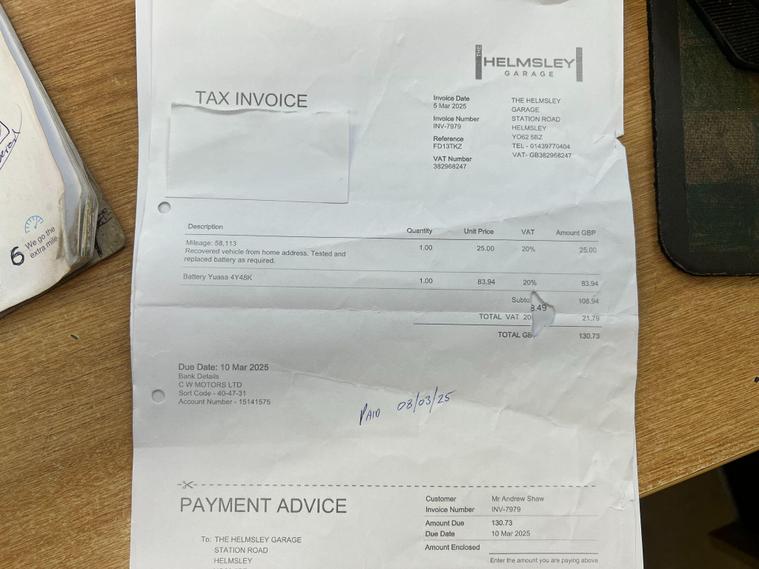 THE HELMSLEY
GARAGE
TAX INVOICE
Invoice Date
5 Mar 2025
Invoice Number
INV-7979
Reference
FD13TKZ
VAT Number
382968247
THE HELMSLEY
GARAGE
STATION ROAD
HELMSLEY
YO62 5BZ
TEL - 01439770404
VAT- GB382968247
Description Quantity Unit Price VAT Amount GBP
Mileage: 58,113
Recovered vehicle from home address. Tested and
replaced battery as required.
1.00 25.00 20% 25.00
Battery Yuasa 1.00 83.94 20% 83.94
Subto 108.94
8.49
TOTAL VAT 20 21.79
TOTAL GB 130.73
Due Date: 10 Mar 2025
Bank Details
C W MOTORS LTD
Sort Code - 40-47-31
Account Number - 15141575
PAID 08/03/25
PAYMENT ADVICE
Customer Mr Andrew Shaw
Invoice Number INV-7979
Amount Due 130.73
Due Date 10 Mar 2025
Amount Enclosed
Enter the amount you are paying above
To: THE HELMSLEY GARAGE
STATION ROAD
HELMSLEY
6
We go the
extra mile